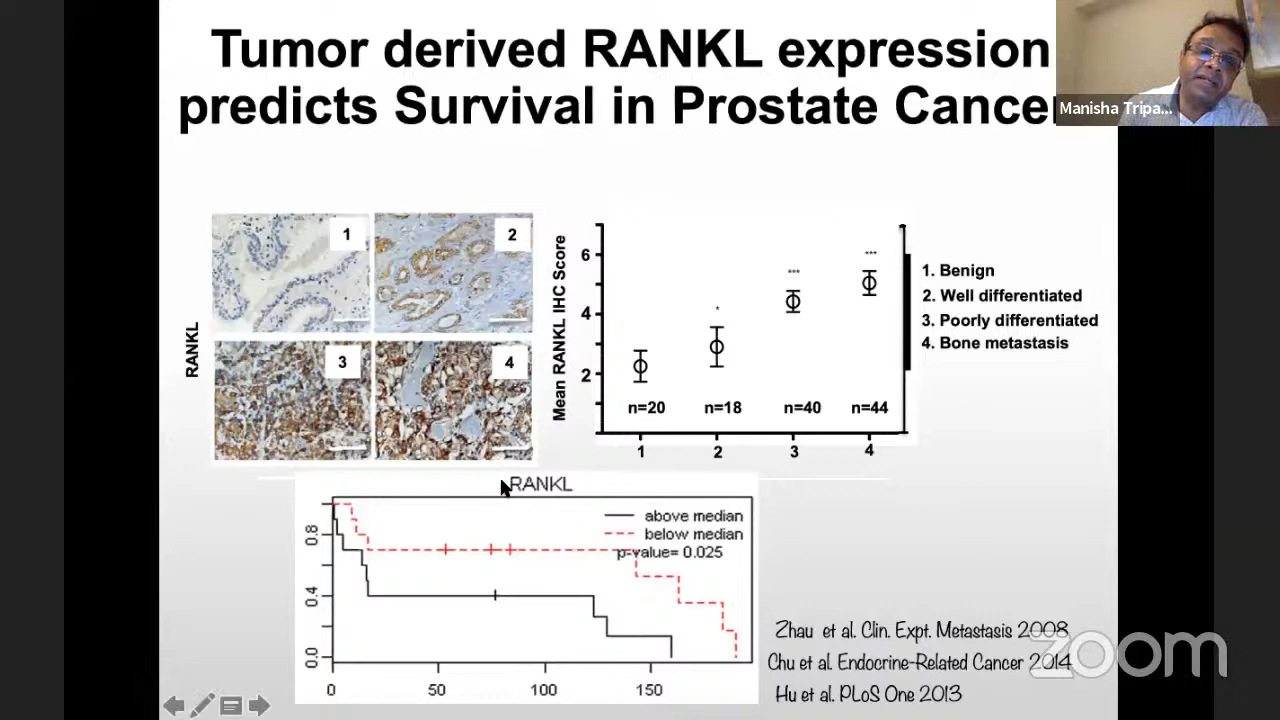 Tumor derived RANKL expression
predicts Survival in Prostate Cancer
Manisha Tripa...
RANKL
1
2
3
4
Mean RANKL IHC Score
6
4
2
*
***
***
n=20
n=18
n=40
n=44
1
2
3
4
1. Benign
2. Well differentiated
3. Poorly differentiated
4. Bone metastasis
RANKL
above median
below median
p-value= 0.025
0.8
0.4
0.0
0
50
100
150
Zhau et al. Clin. Expt. Metastasis 2008
Chu et al. Endocrine-Related Cancer 2014
Hu et al. PLoS One 2013
zoom